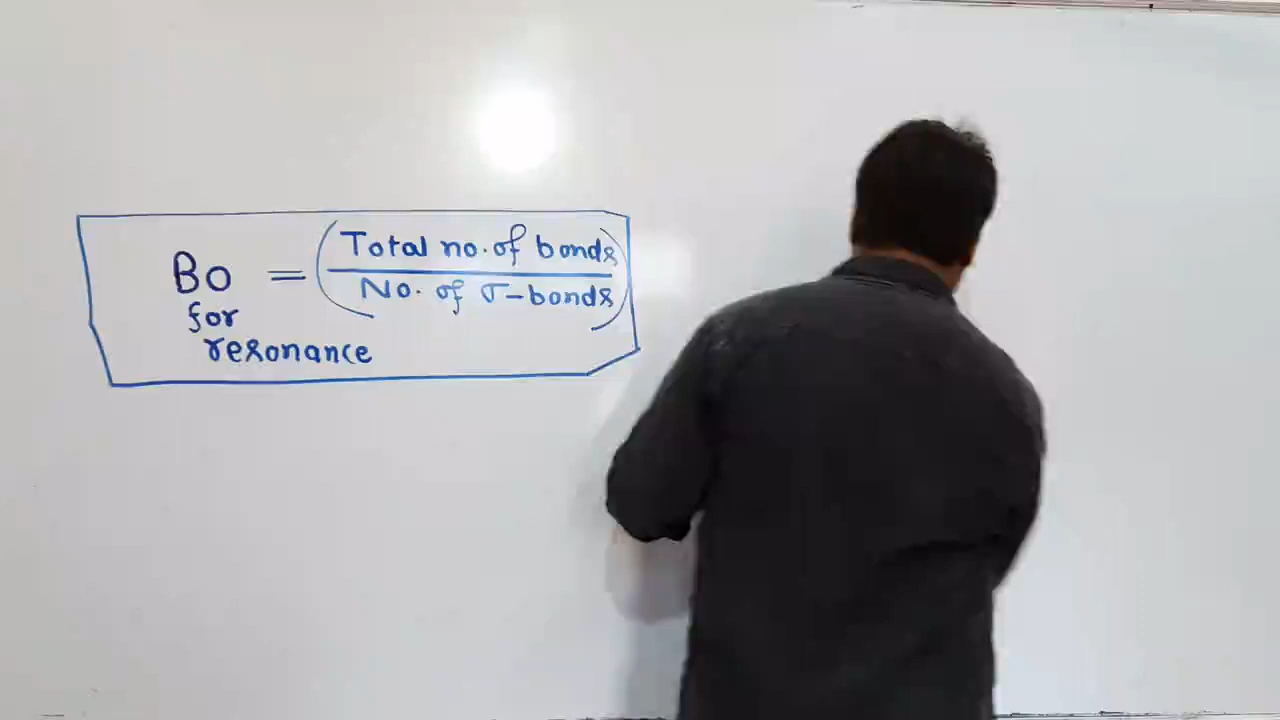 Bo = (Total no. of bonds / No. of σ-bonds)
for
resonance